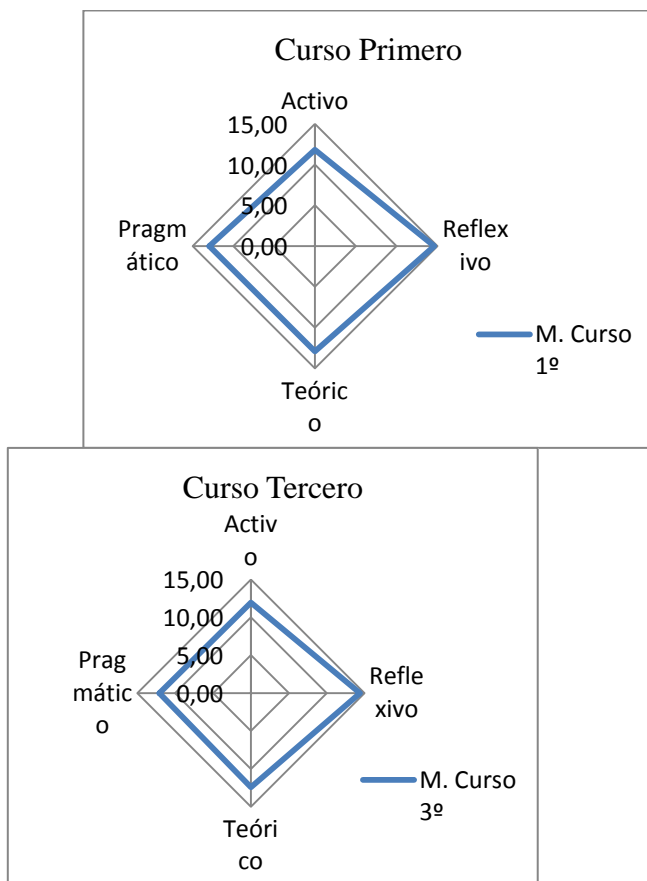 Curso Primero
Activo
15,00
10,00
5,00
0,00
Pragm
ático
Reflex
ivo
Teóric
o
M. Curso
1º
Curso Tercero
Activ
o
15,00
10,00
5,00
0,00
Prag
mátic
o
Refle
xivo
Teóri
co
M. Curso
3º